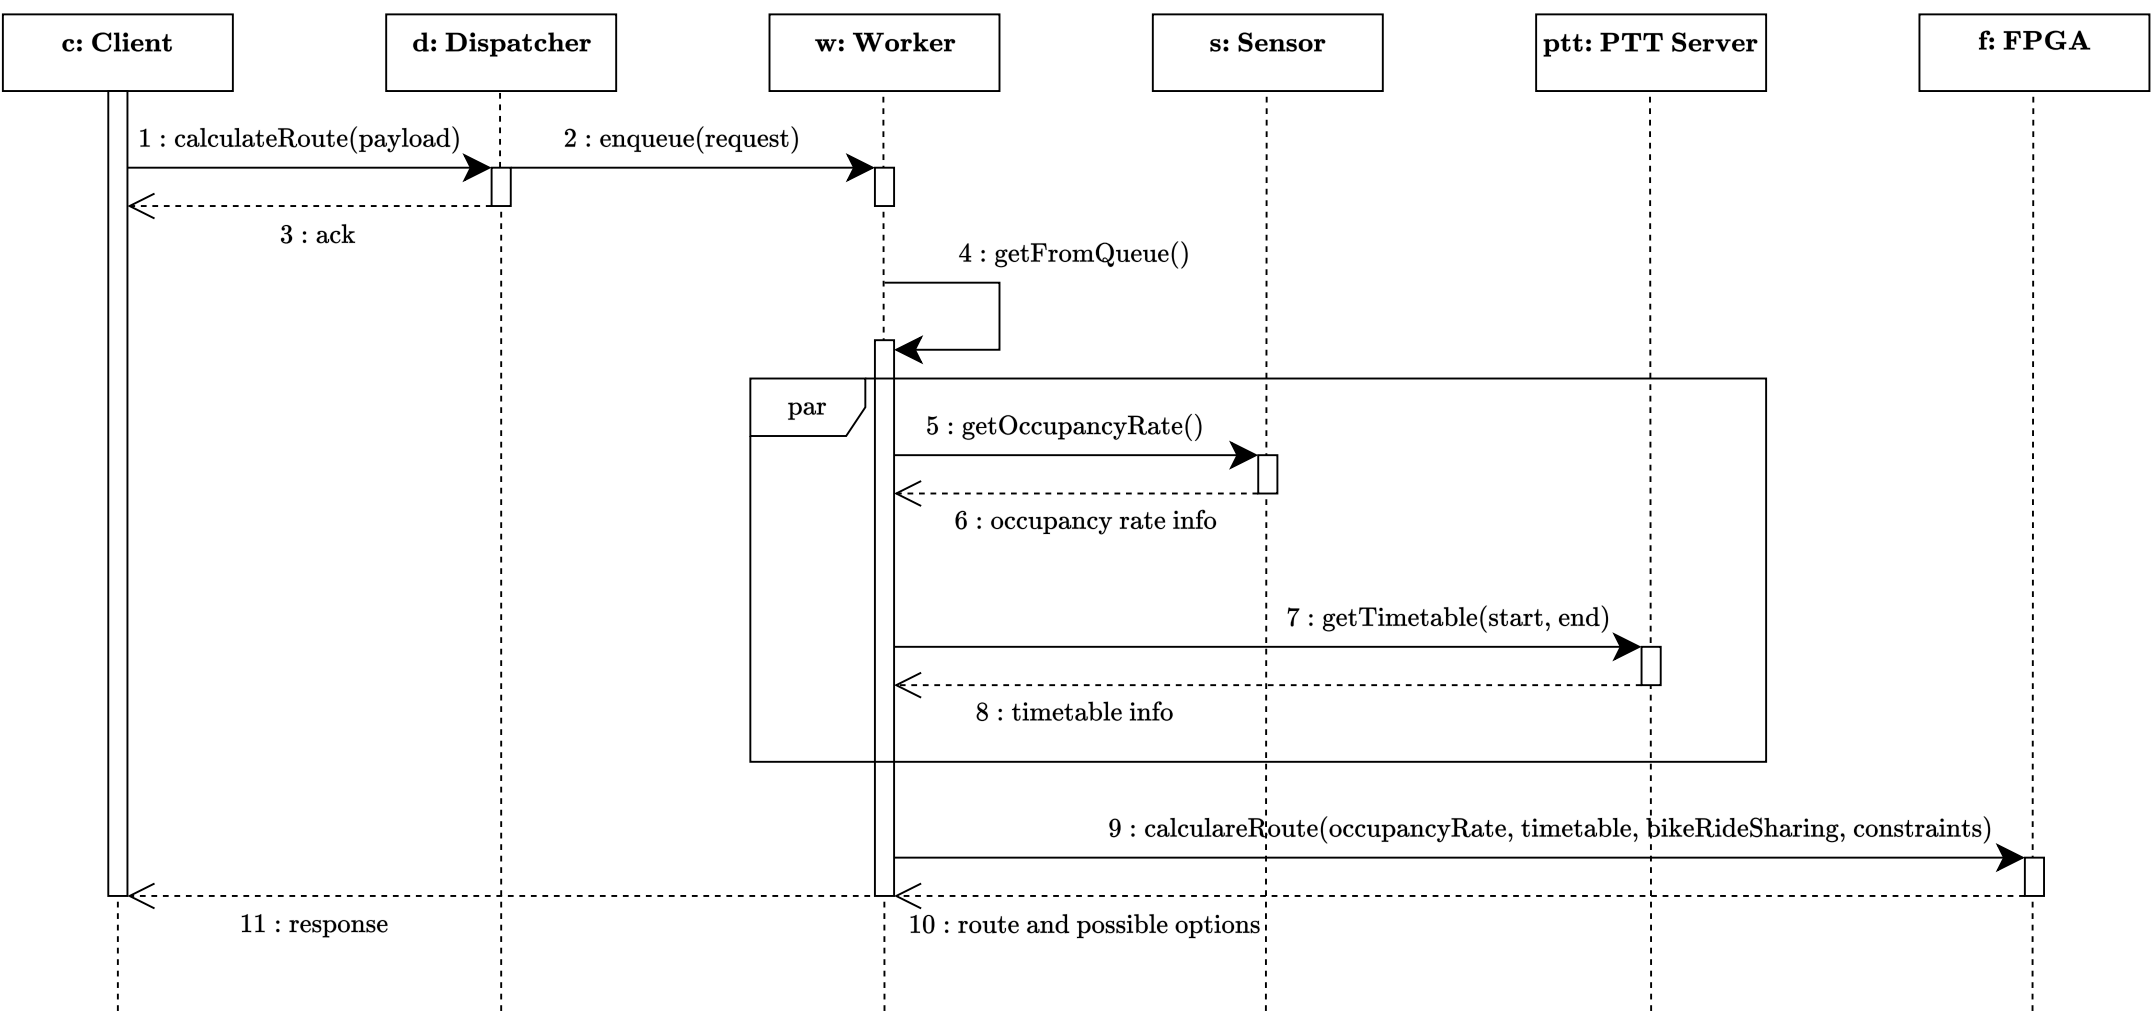 c: Client
d: Dispatcher
w: Worker
s: Sensor
ptt: PTT Server
f: FPGA
1 : calculateRoute(payload)
2 : enqueue(request)
3 : ack
4 : getFromQueue()
par
5 : getOccupancyRate()
6 : occupancy rate info
7 : getTimetable(start, end)
8 : timetable info
9 : calculareRoute(occupancyRate, timetable, bikeRideSharing, constraints)
11 : response
10 : route and possible options